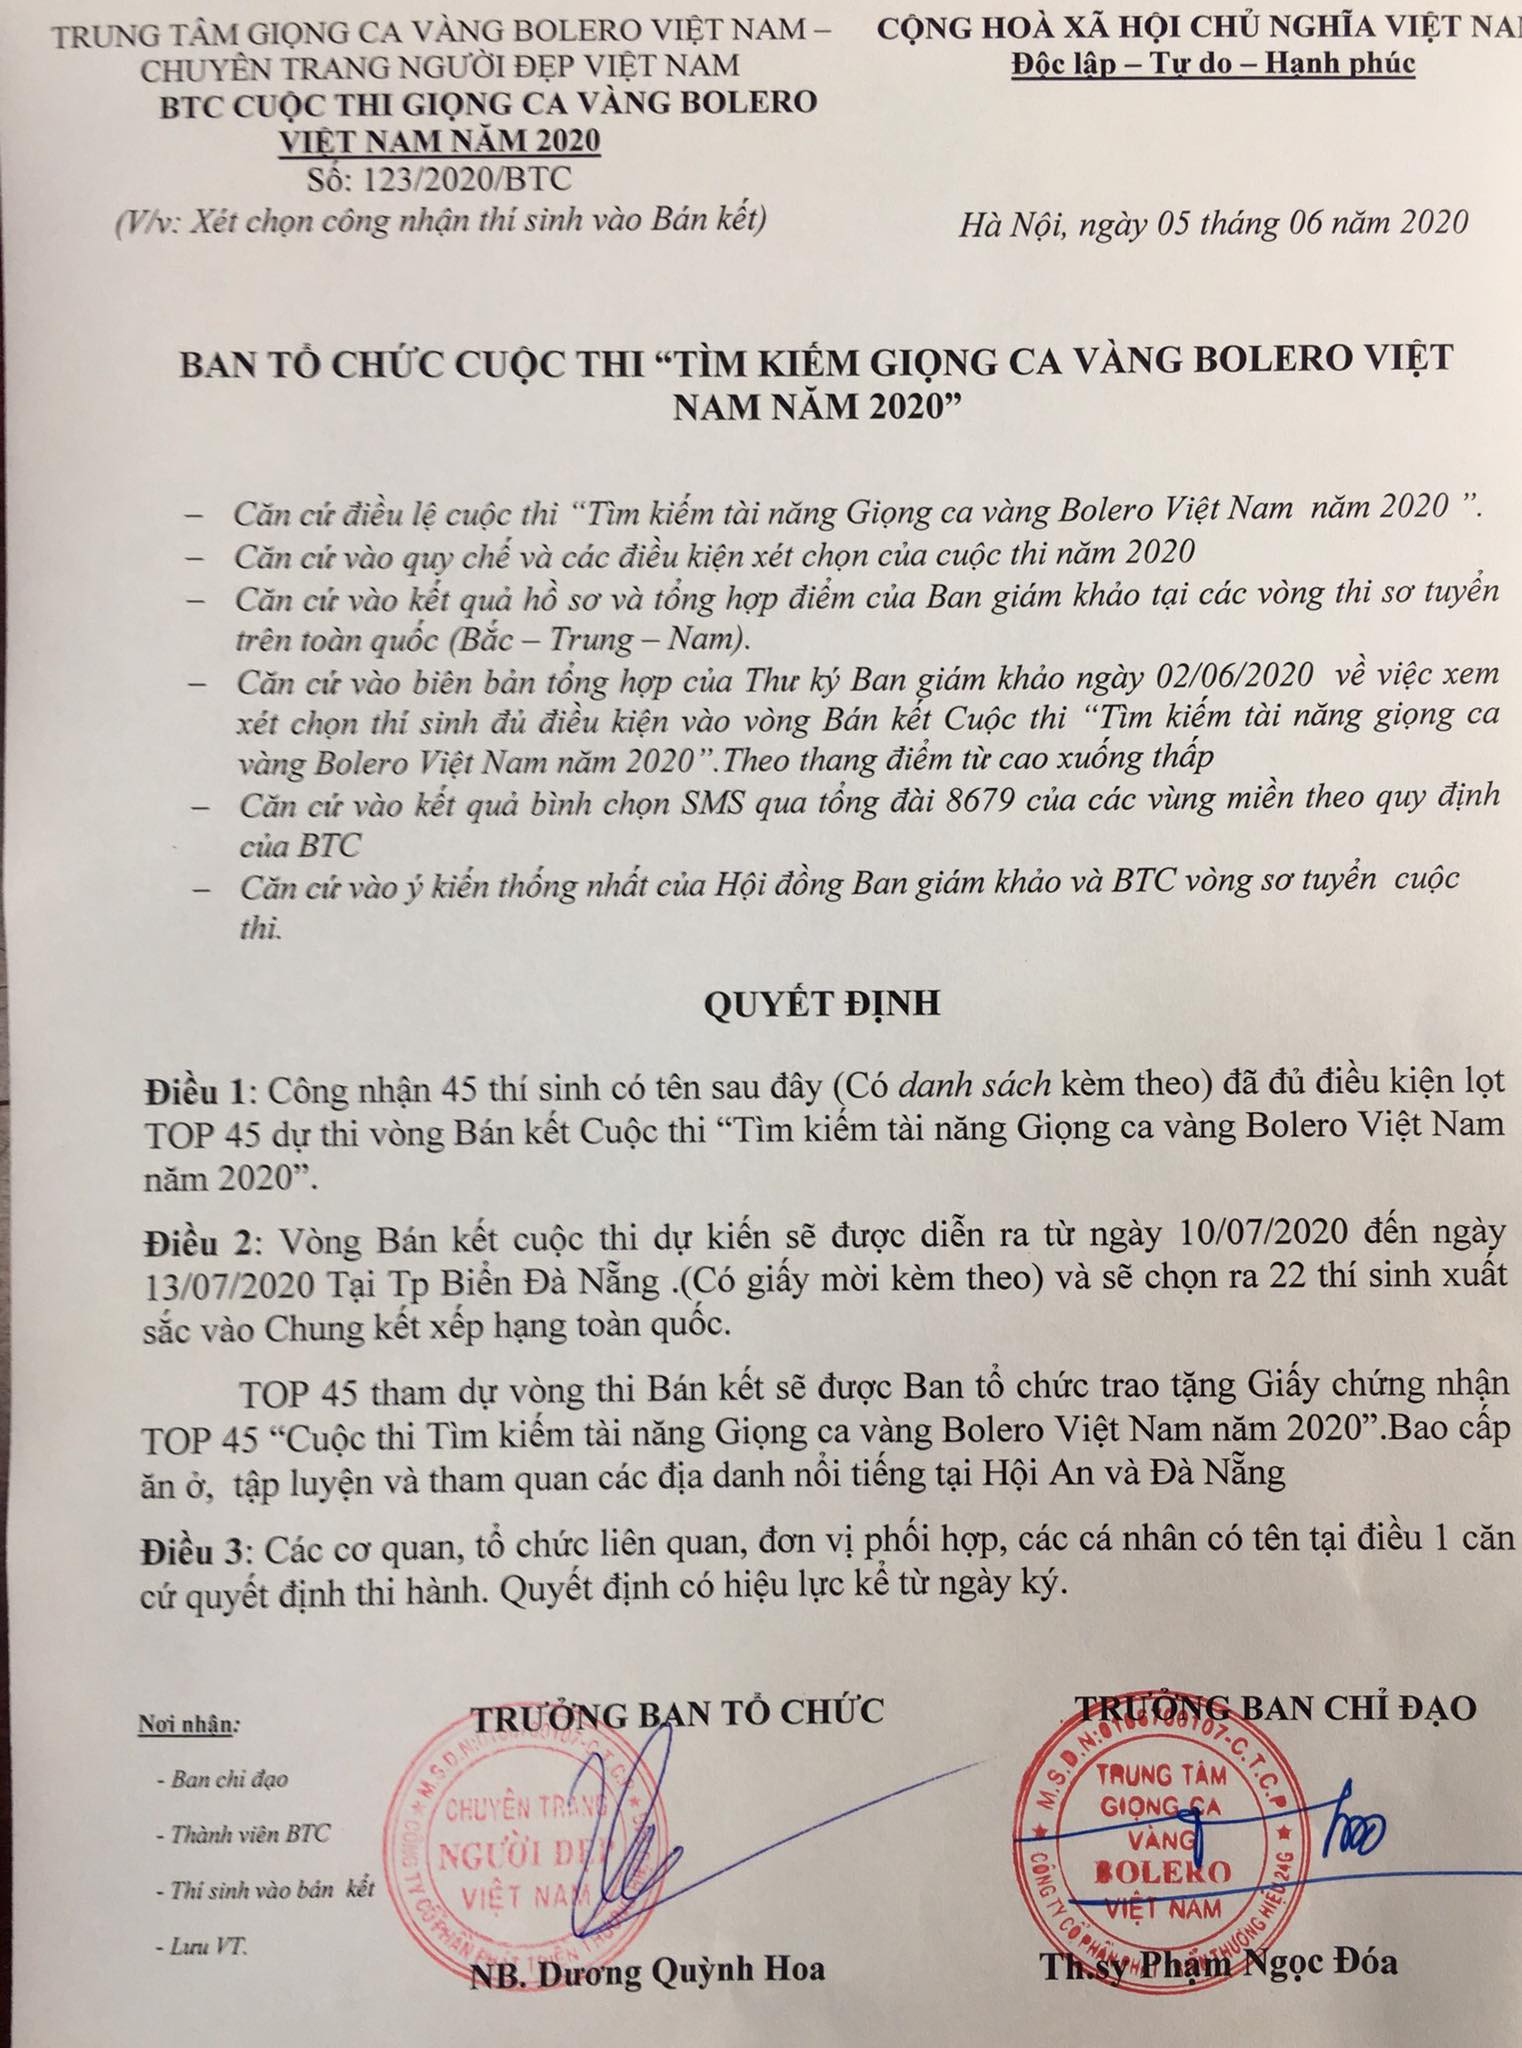 TRUNG TÂM GIỌNG CA VÀNG BOLERO VIỆT NAM –
CHUYÊN TRANG NGƯỜI ĐẸP VIỆT NAM
BTC CUỘC THI GIỌNG CA VÀNG BOLERO
VIỆT NAM NĂM 2020
Số: 123/2020/BTC
(V/v: Xét chọn công nhận thí sinh vào Bán kết)
CỘNG HOÀ XÃ HỘI CHỦ NGHĨA VIỆT NA
Độc lập – Tự do – Hạnh phúc
Hà Nội, ngày 05 tháng 06 năm 2020
BAN TỔ CHỨC CUỘC THI “TÌM KIẾM GIỌNG CA VÀNG BOLERO VIỆT
NAM NĂM 2020”
– Căn cứ điều lệ cuộc thi “Tìm kiếm tài năng Giọng ca vàng Bolero Việt Nam năm 2020 ”.
– Căn cứ vào quy chế và các điều kiện xét chọn của cuộc thi năm 2020
– Căn cứ vào kết quả hồ sơ và tổng hợp điểm của Ban giám khảo tại các vòng thi sơ tuyển
trên toàn quốc (Bắc – Trung – Nam).
– Căn cứ vào biên bản tổng hợp của Thư ký Ban giám khảo ngày 02/06/2020 về việc xem
xét chọn thí sinh đủ điều kiện vào vòng Bán kết Cuộc thi “Tìm kiếm tài năng giọng ca
vàng Bolero Việt Nam năm 2020”.Theo thang điểm từ cao xuống thấp
– Căn cứ vào kết quả bình chọn SMS qua tổng đài 8679 của các vùng miền theo quy định
của BTC
– Căn cứ vào ý kiến thống nhất của Hội đồng Ban giám khảo và BTC vòng sơ tuyển cuộc
thi.
QUYẾT ĐỊNH
Điều 1: Công nhận 45 thí sinh có tên sau đây (Có danh sách kèm theo) đã đủ điều kiện lọt
TOP 45 dự thi vòng Bán kết Cuộc thi “Tìm kiếm tài năng Giọng ca vàng Bolero Việt Nam
năm 2020”.
Điều 2: Vòng Bán kết cuộc thi dự kiến sẽ được diễn ra từ ngày 10/07/2020 đến ngày
13/07/2020 Tại Tp Biển Đà Nẵng .(Có giấy mời kèm theo) và sẽ chọn ra 22 thí sinh xuất
sắc vào Chung kết xếp hạng toàn quốc.
TOP 45 tham dự vòng thi Bán kết sẽ được Ban tổ chức trao tặng Giấy chứng nhận
TOP 45 “Cuộc thi Tìm kiếm tài năng Giọng ca vàng Bolero Việt Nam năm 2020”.Bao cấp
ăn ở, tập luyện và tham quan các địa danh nổi tiếng tại Hội An và Đà Nẵng
Điều 3: Các cơ quan, tổ chức liên quan, đơn vị phối hợp, các cá nhân có tên tại điều 1 căn
cứ quyết định thi hành. Quyết định có hiệu lực kể từ ngày ký.
Nơi nhận:
- Ban chỉ đạo
- Thành viên BTC
- Thí sinh vào bán kết
- Lưu VT.
TRƯỞNG BAN TỔ CHỨC
CHUYÊN TRANG
NGƯỜI ĐẸP
VIỆT NAM
NB. Dương Quỳnh Hoa
TRƯỞNG BAN CHỈ ĐẠO
M.S.D.N:0106700107-C.T.C.P
TRUNG TÂM
GIỌNG CA
VÀNG
BOLERO
VIỆT NAM
CÔNG TY CỔ PHẦN PHÁT TRIỂN THƯƠNG HIỆU 24G
Th.sy Phạm Ngọc Đóa